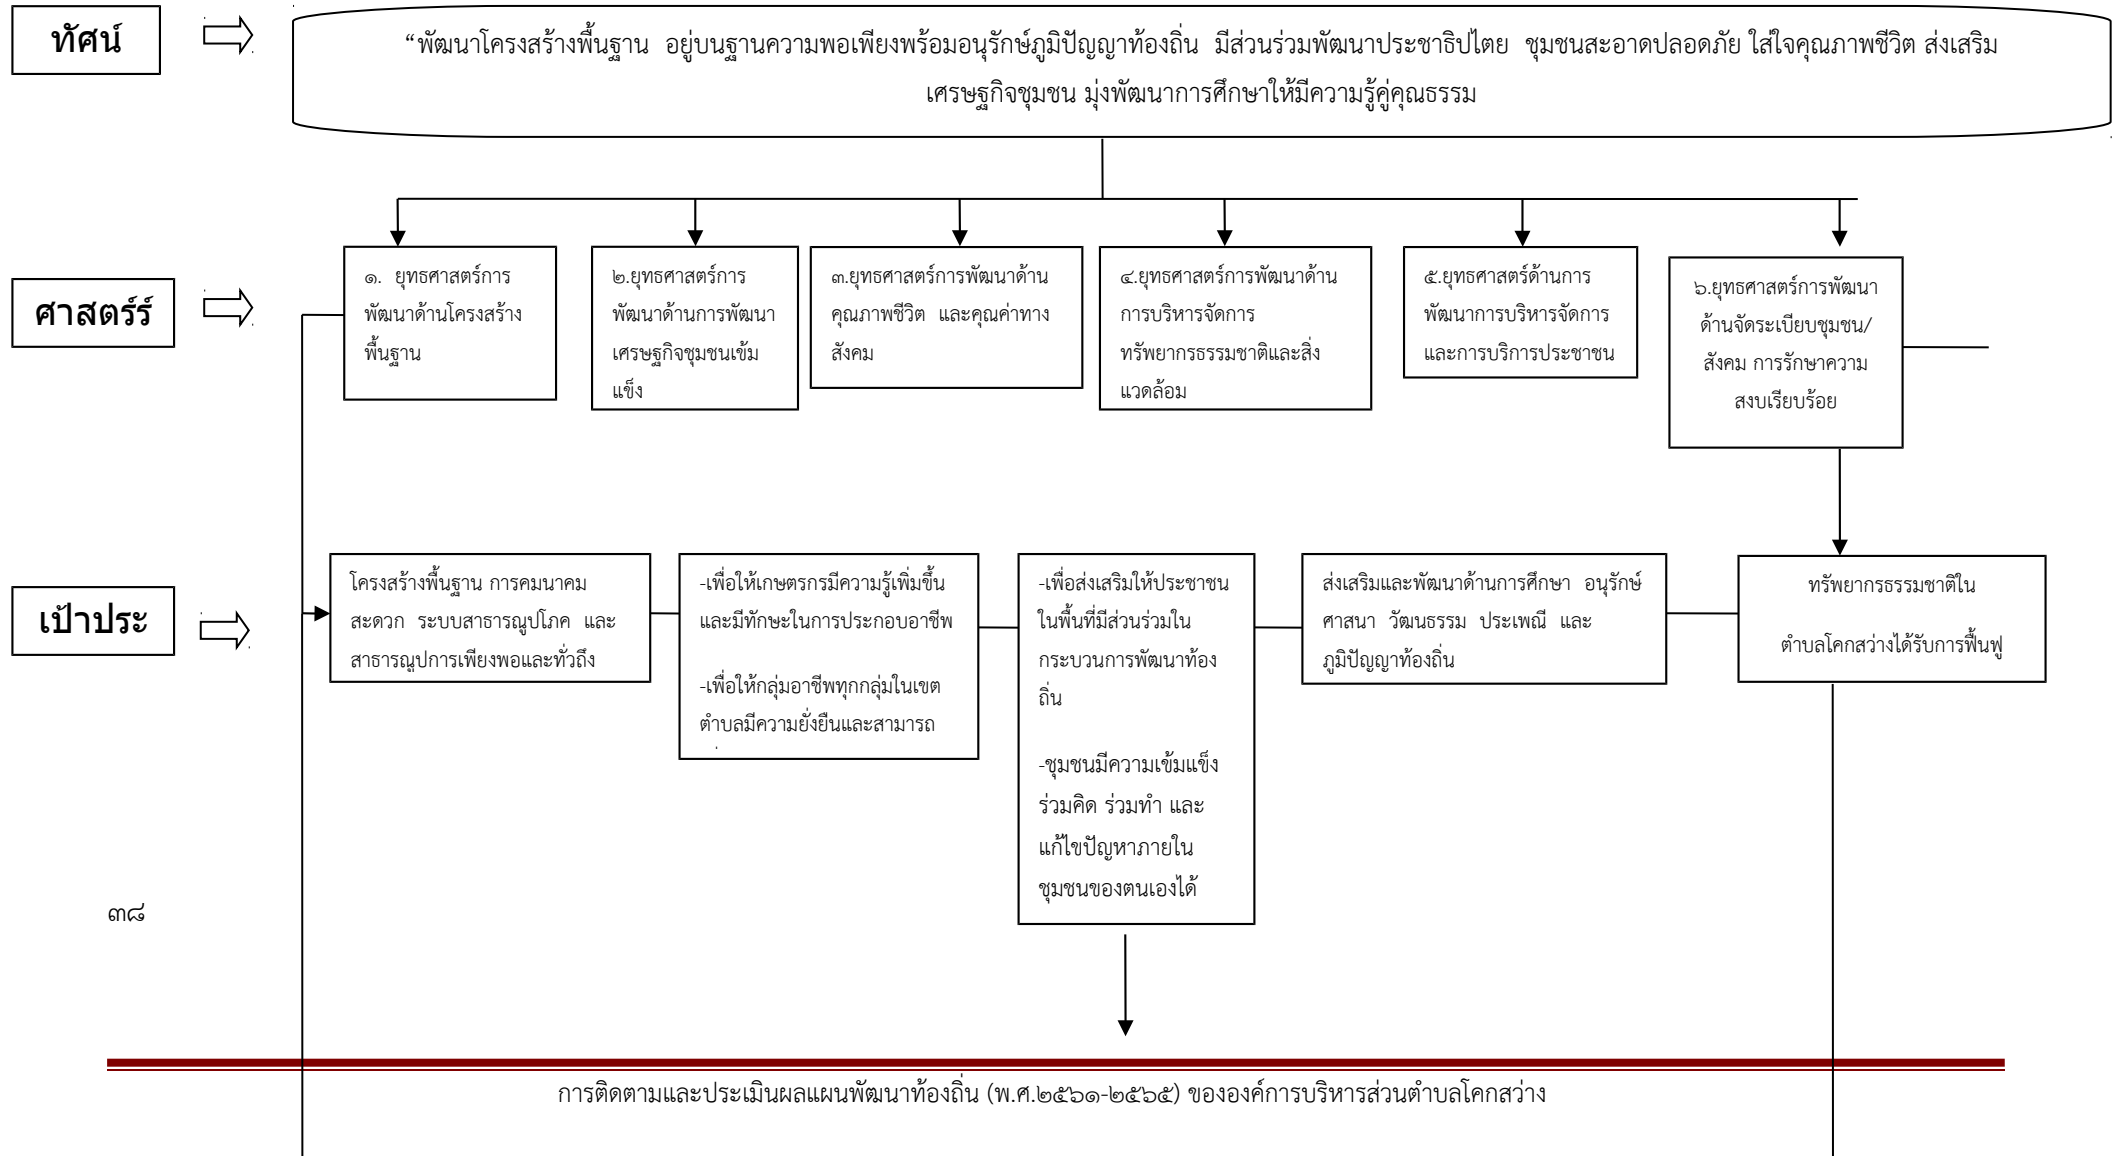 ทัศน์
“พัฒนาโครงสร้างพื้นฐาน อยู่บนฐานความพอเพียงพร้อมอนุรักษ์ภูมิปัญญาท้องถิ่น มีส่วนร่วมพัฒนาประชาธิปไตย ชุมชนสะอาดปลอดภัย ใส่ใจคุณภาพชีวิต ส่งเสริม
เศรษฐกิจชุมชน มุ่งพัฒนาการศึกษาให้มีความรู้คู่คุณธรรม
ศาสตร์ร์
๑. ยุทธศาสตร์การ
พัฒนาด้านโครงสร้าง
พื้นฐาน
๒.ยุทธศาสตร์การ
พัฒนาด้านการพัฒนา
เศรษฐกิจชุมชนเข้ม
แข็ง
๓.ยุทธศาสตร์การพัฒนาด้าน
คุณภาพชีวิต และคุณค่าทาง
สังคม
๔.ยุทธศาสตร์การพัฒนาด้าน
การบริหารจัดการ
ทรัพยากรธรรมชาติและสิ่ง
แวดล้อม
๕.ยุทธศาสตร์ด้านการ
พัฒนาการบริหารจัดการ
และการบริการประชาชน
๖.ยุทธศาสตร์การพัฒนา
ด้านจัดระเบียบชุมชน/
สังคม การรักษาความ
สงบเรียบร้อย
เป้าประ
โครงสร้างพื้นฐาน การคมนาคม
สะดวก ระบบสาธารณูปโภค และ
สาธารณูปการเพียงพอและทั่วถึง
-เพื่อให้เกษตรกรมีความรู้เพิ่มขึ้น
และมีทักษะในการประกอบอาชีพ
-เพื่อให้กลุ่มอาชีพทุกกลุ่มในเขต
ตำบลมีความยั่งยืนและสามารถ
-เพื่อส่งเสริมให้ประชาชน
ในพื้นที่มีส่วนร่วมใน
กระบวนการพัฒนาท้อง
ถิ่น
-ชุมชนมีความเข้มแข็ง
ร่วมคิด ร่วมทำ และ
แก้ไขปัญหาภายใน
ชุมชนของตนเองได้
ส่งเสริมและพัฒนาด้านการศึกษา อนุรักษ์
ศาสนา วัฒนธรรม ประเพณี และ
ภูมิปัญญาท้องถิ่น
ทรัพยากรธรรมชาติใน
ตำบลโคกสว่างได้รับการฟื้นฟู
๓๘
การติดตามและประเมินผลแผนพัฒนาท้องถิ่น (พ.ศ.๒๕๖๑-๒๕๖๕) ขององค์การบริหารส่วนตำบลโคกสว่าง